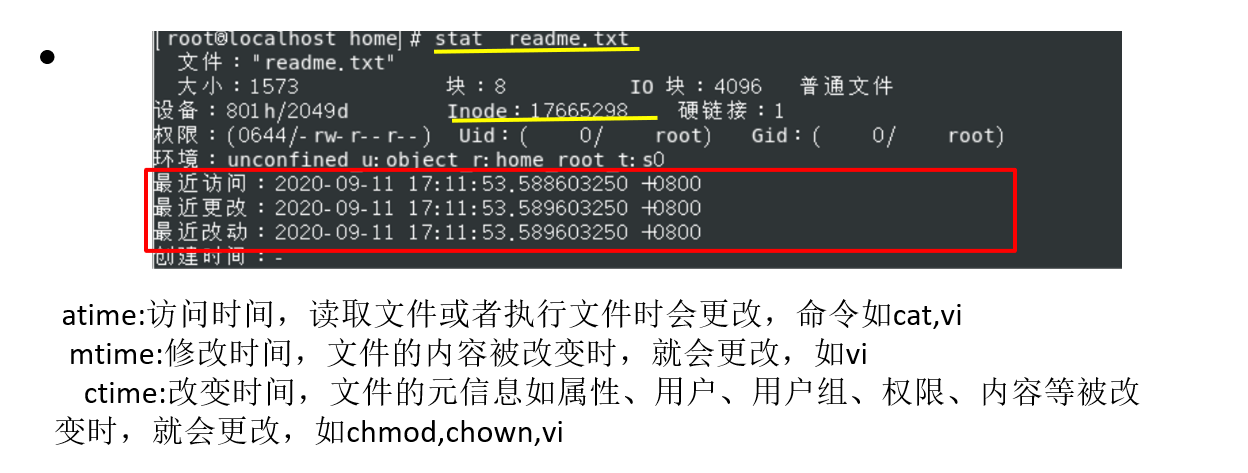 [root@localhost home]# stat readme.txt
文件："readme.txt"
大小：1573 块：8 IO 块：4096 普通文件
设备：801h/2049d Inode：17665298 硬链接：1
权限：(0644/-rw-r--r--) Uid：( 0/ root) Gid：( 0/ root)
环境：unconfined_u:object_r:home_root_t:s0
最近访问：2020-09-11 17:11:53.588603250 +0800
最近更改：2020-09-11 17:11:53.589603250 +0800
最近改动：2020-09-11 17:11:53.589603250 +0800
创建时间：-
atime:访问时间，读取文件或者执行文件时会更改，命令如cat,vi
mtime:修改时间，文件的内容被改变时，就会更改，如vi
ctime:改变时间，文件的元信息如属性、用户、用户组、权限、内容等被改
变时，就会更改，如chmod,chown,vi